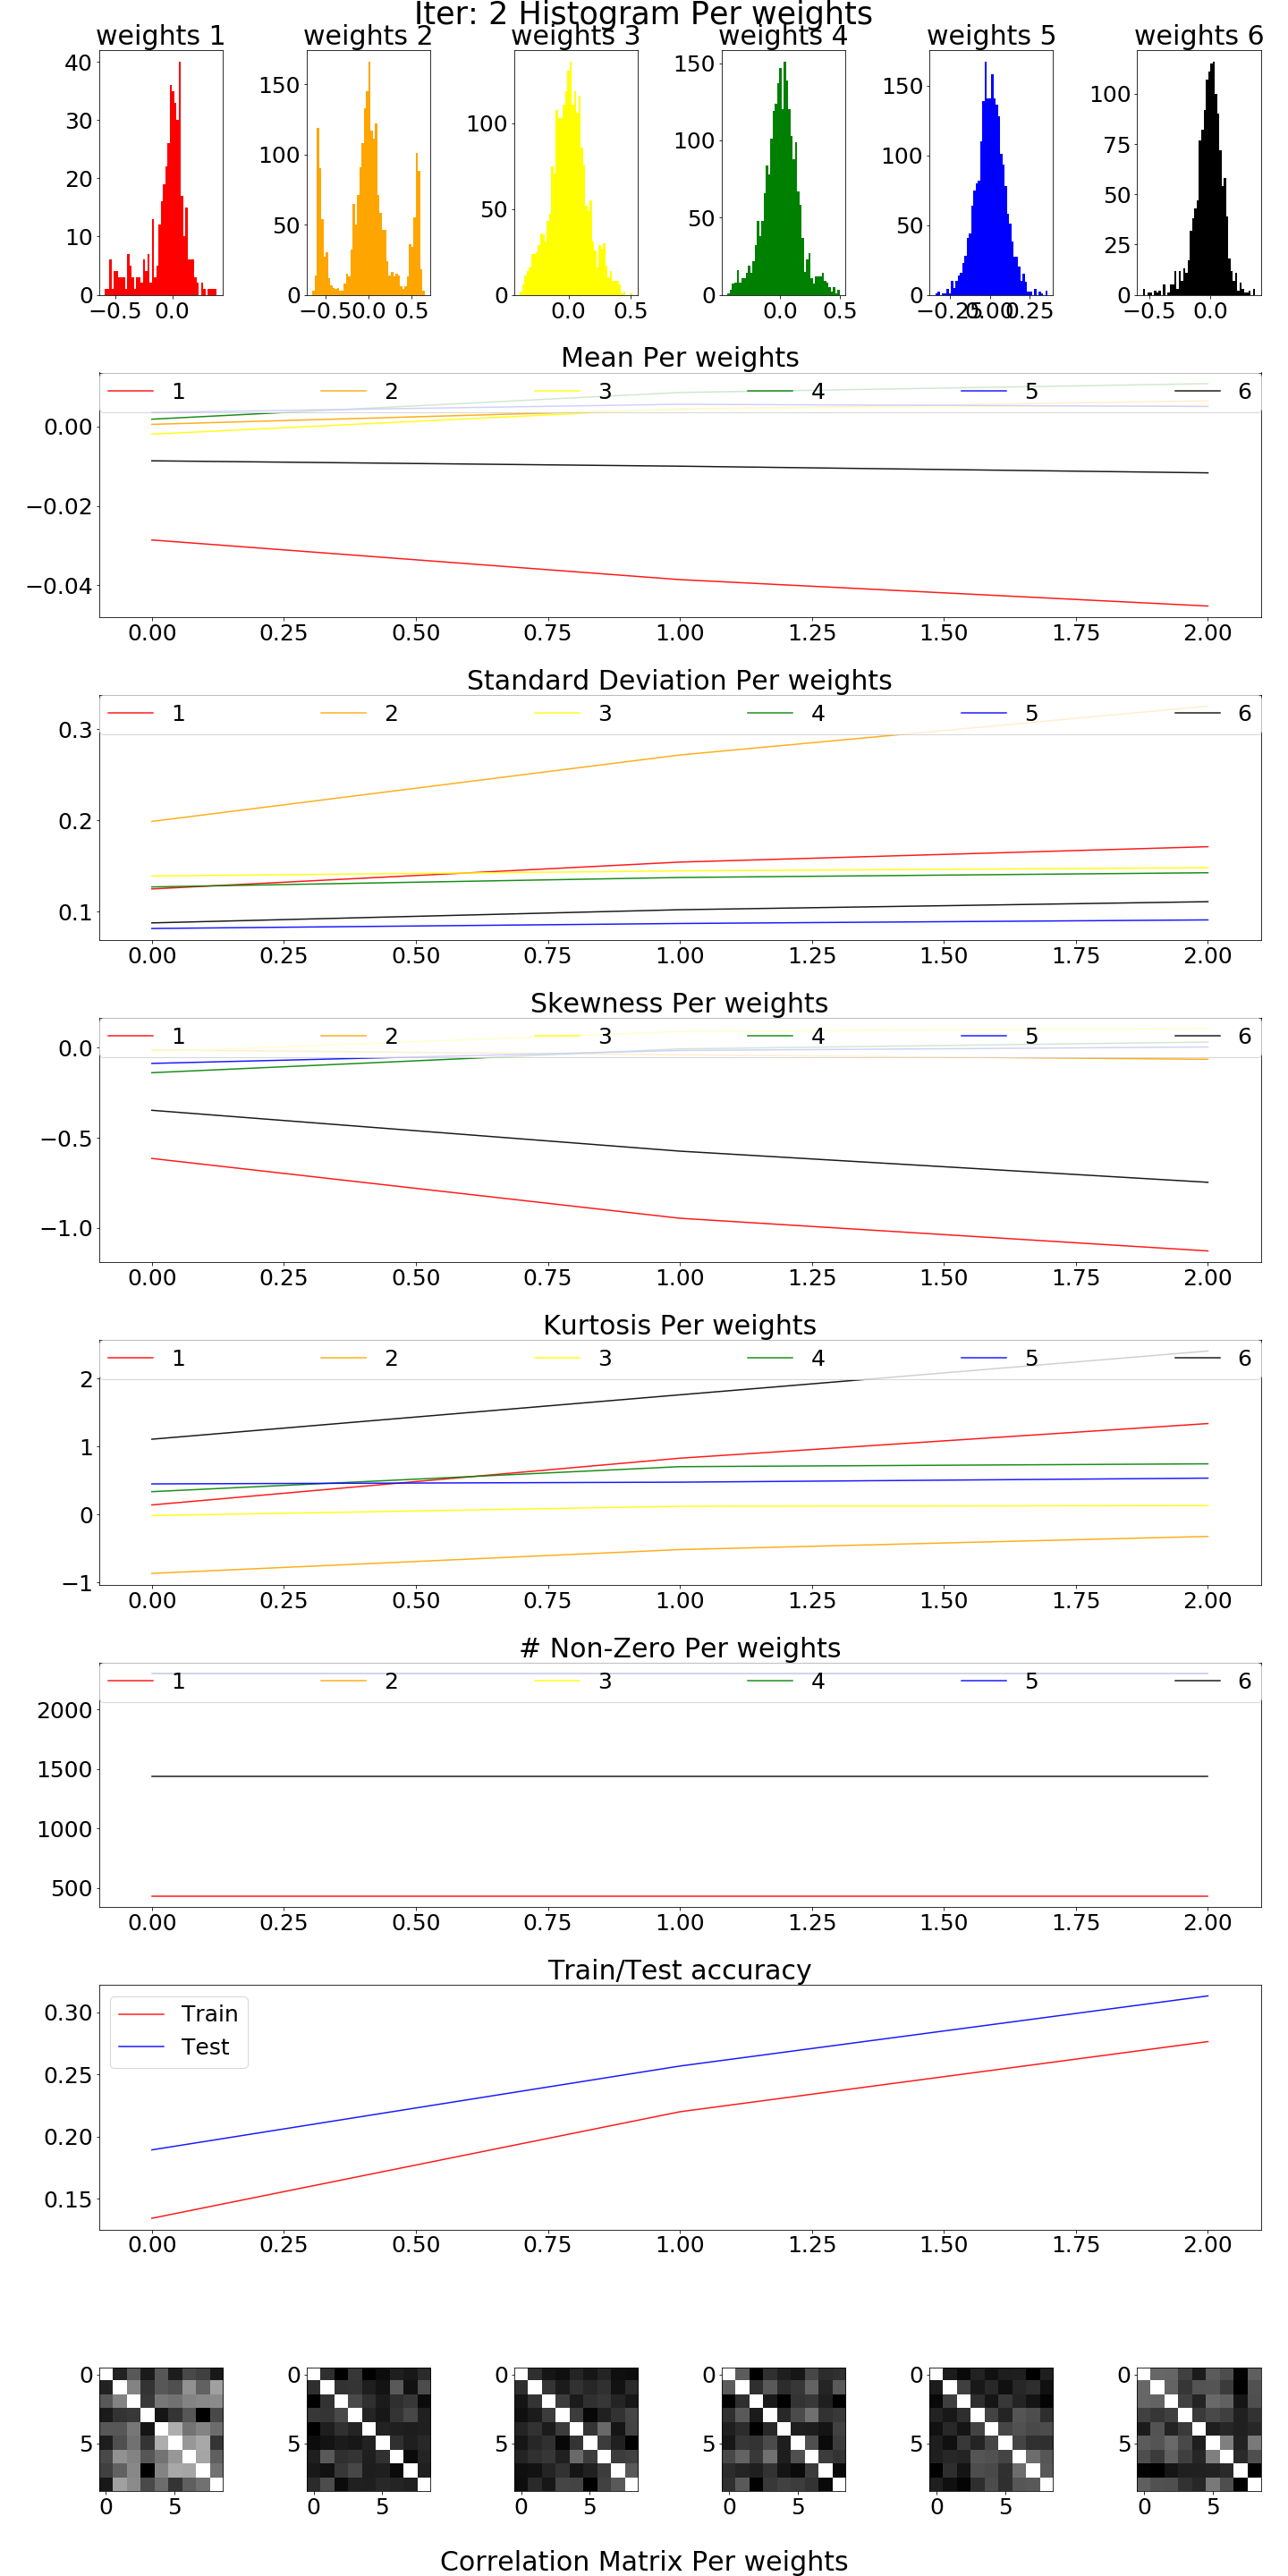 Iter: 2 Histogram Per weights
weights 1 weights 2 weights 3 weights 4 weights 5 weights 6
40 30 20 10 0
150 100 50 0
100 50 0
150 100 50 0
150 100 50 0
100 75 50 25 0
−0.5 0.0
−0.5 0.0 0.5
0.0 0.5
0.0 0.5
−0.25 0.00 0.25
−0.5 0.0
Mean Per weights
1 2 3 4 5 6
0.00
−0.02
−0.04
0.00 0.25 0.50 0.75 1.00 1.25 1.50 1.75 2.00
Standard Deviation Per weights
1 2 3 4 5 6
0.3
0.2
0.1
0.00 0.25 0.50 0.75 1.00 1.25 1.50 1.75 2.00
Skewness Per weights
1 2 3 4 5 6
0.0
−0.5
−1.0
0.00 0.25 0.50 0.75 1.00 1.25 1.50 1.75 2.00
Kurtosis Per weights
1 2 3 4 5 6
2
1
0
−1
0.00 0.25 0.50 0.75 1.00 1.25 1.50 1.75 2.00
# Non-Zero Per weights
1 2 3 4 5 6
2000
1500
1000
500
0.00 0.25 0.50 0.75 1.00 1.25 1.50 1.75 2.00
Train/Test accuracy
Train
Test
0.30
0.25
0.20
0.15
0.00 0.25 0.50 0.75 1.00 1.25 1.50 1.75 2.00
0 0 0 0 0 0
5 5 5 5 5 5
0 5 0 5 0 5 0 5 0 5 0 5
Correlation Matrix Per weights